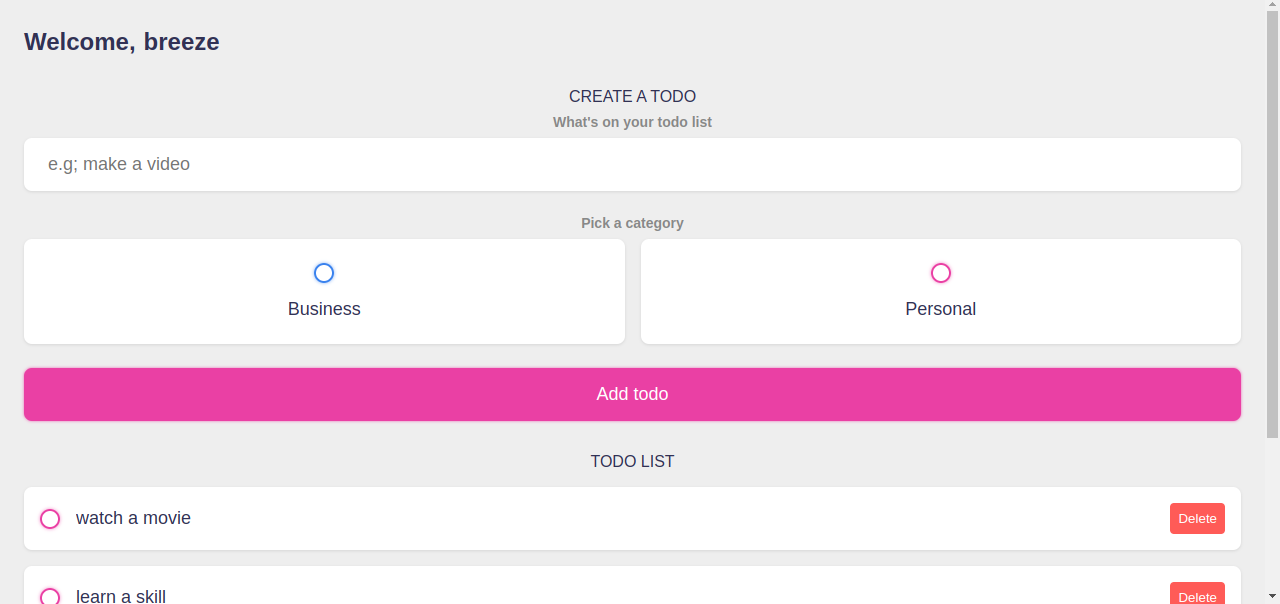 Welcome, breeze
CREATE A TODO
What's on your todo list
e.g; make a video
Pick a category
Business
Personal
Add todo
TODO LIST
watch a movie
Delete
learn a skill
Delete